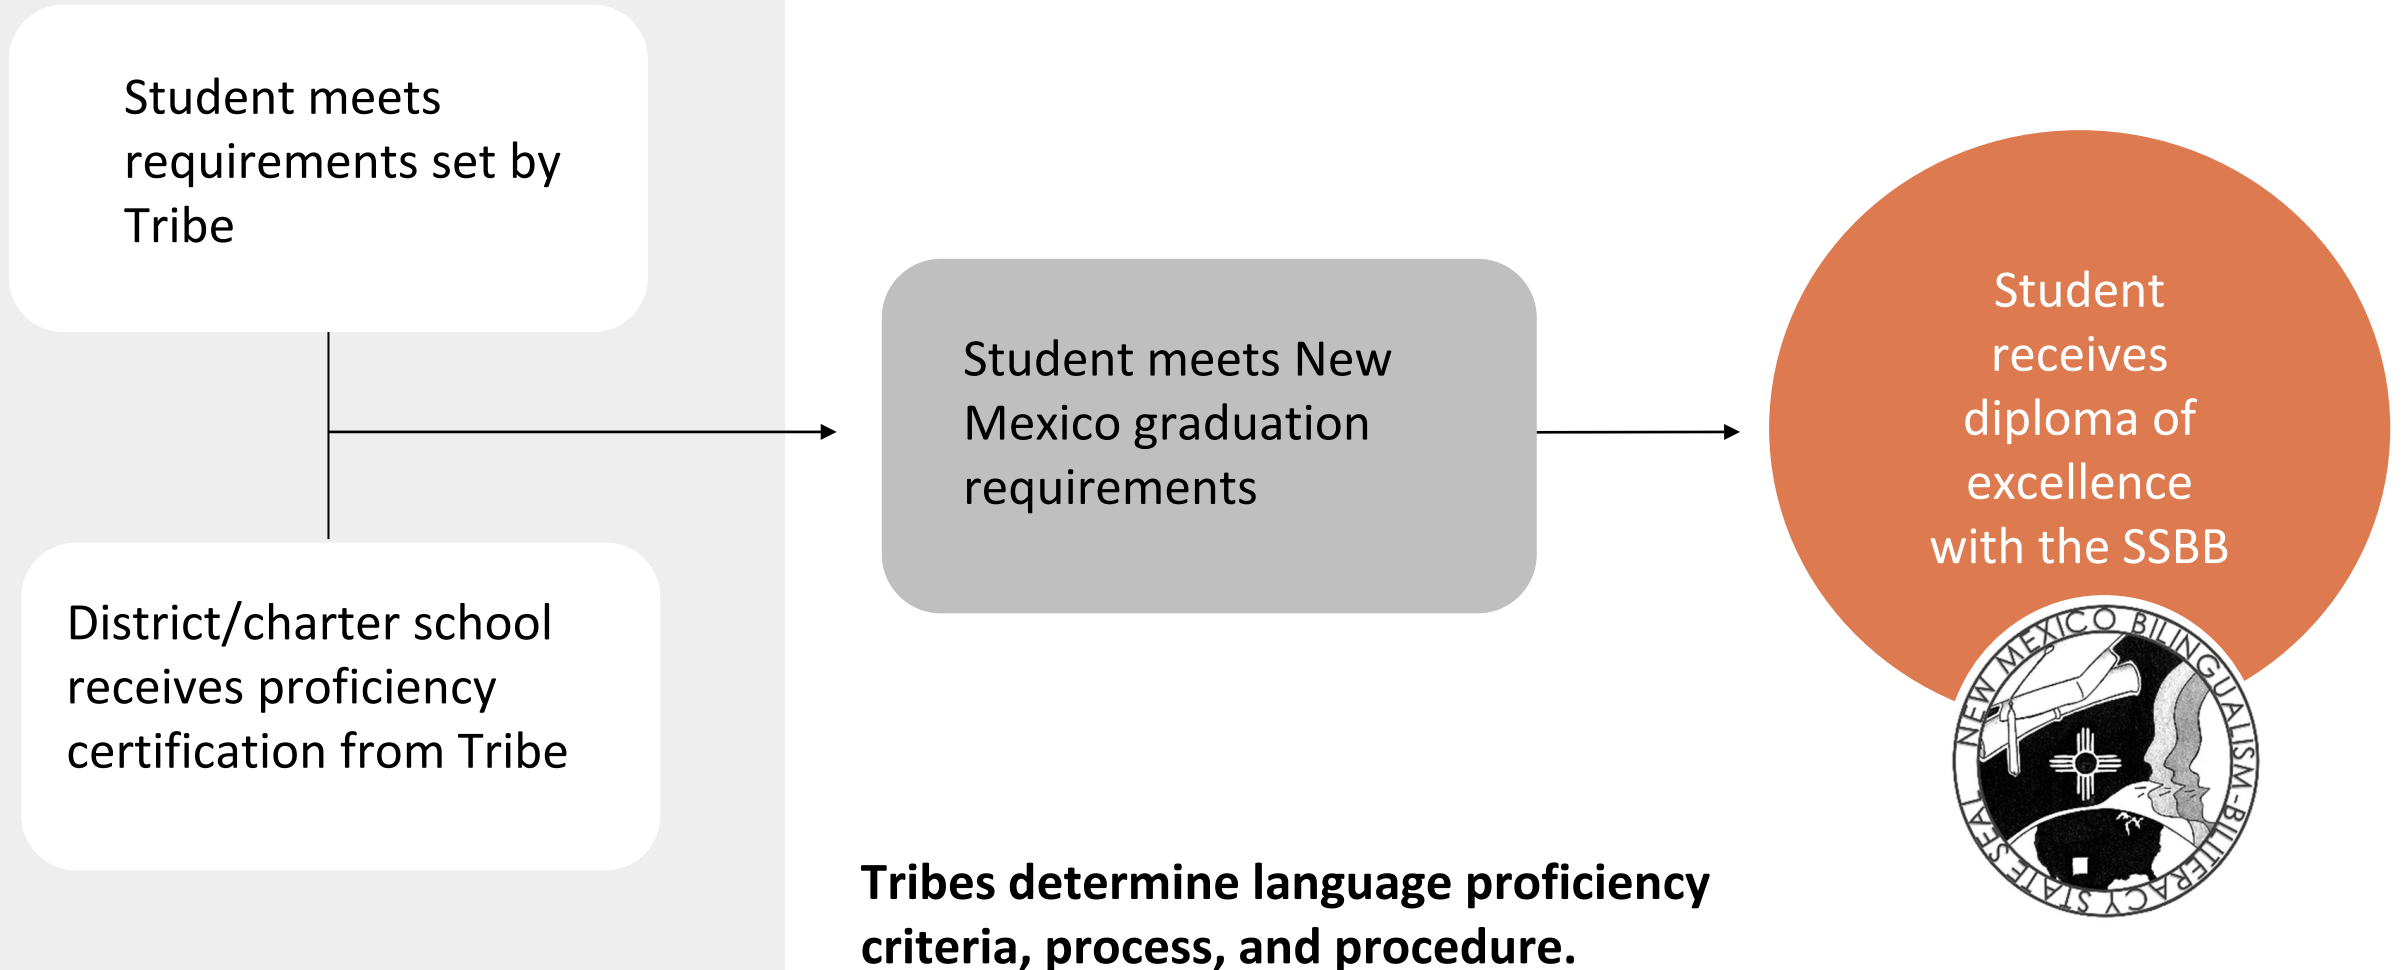 Student meets
requirements set by
Tribe
District/charter school
receives proficiency
certification from Tribe
Student meets New
Mexico graduation
requirements
Student
receives
diploma of
excellence
with the SSBB
NEW MEXICO BILINGUALISM-BILITERACY STATE SEAL
Tribes determine language proficiency
criteria, process, and procedure.